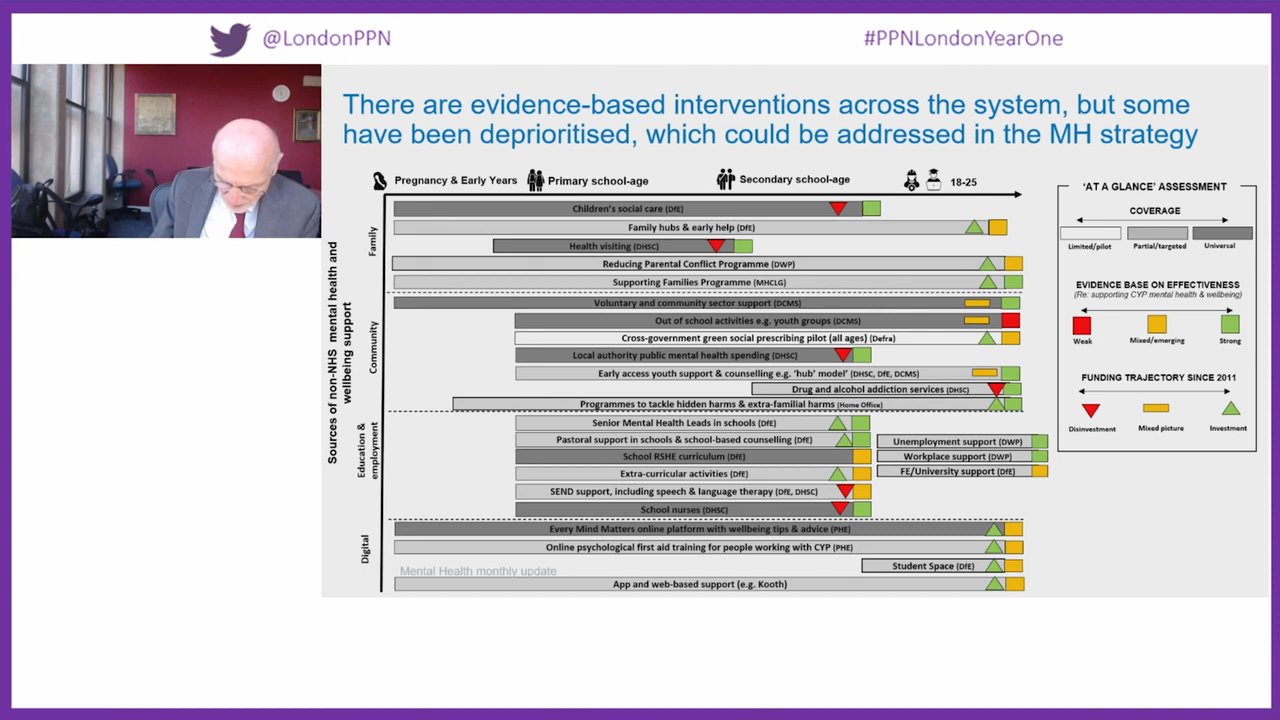 @LondonPPN
#PPNLondonYearOne
There are evidence-based interventions across the system, but some
have been deprioritised, which could be addressed in the MH strategy
Pregnancy & Early Years
Primary school-age
Secondary school-age
18-25
Sources of non-NHS mental health and
wellbeing support
Family
Children's social care (DfE)
Family hubs & early help (DfE)
Health visiting (DHSC)
Reducing Parental Conflict Programme (DWP)
Supporting Families Programme (MHCLG)
Community
Voluntary and community sector support (DCMS)
Out of school activities e.g. youth groups (DCMS)
Cross-government green social prescribing pilot (all ages) (Defra)
Local authority public mental health spending (DHSC)
Early access youth support & counselling e.g. 'hub' model' (DHSC, DfE, DCMS)
Drug and alcohol addiction services (DHSC)
Programmes to tackle hidden harms & extra-familial harms (Home Office)
Education &
employment
Senior Mental Health Leads in schools (DfE)
Pastoral support in schools & school-based counselling (DfE)
School RSHE curriculum (DfE)
Extra-curricular activities (DfE)
SEND support, including speech & language therapy (DfE, DHSC)
School nurses (DHSC)
Unemployment support (DWP)
Workplace support (DWP)
FE/University support (DfE)
Digital
Every Mind Matters online platform with wellbeing tips & advice (PHE)
Online psychological first aid training for people working with CYP (PHE)
Student Space (DfE)
Mental Health monthly update
App and web-based support (e.g. Kooth)
'AT A GLANCE' ASSESSMENT
COVERAGE
Limited/pilot
Partial/targeted
Universal
EVIDENCE BASE ON EFFECTIVENESS
(Re: supporting CYP mental health & wellbeing)
Weak
Mixed/emerging
Strong
FUNDING TRAJECTORY SINCE 2011
Disinvestment
Mixed picture
Investment